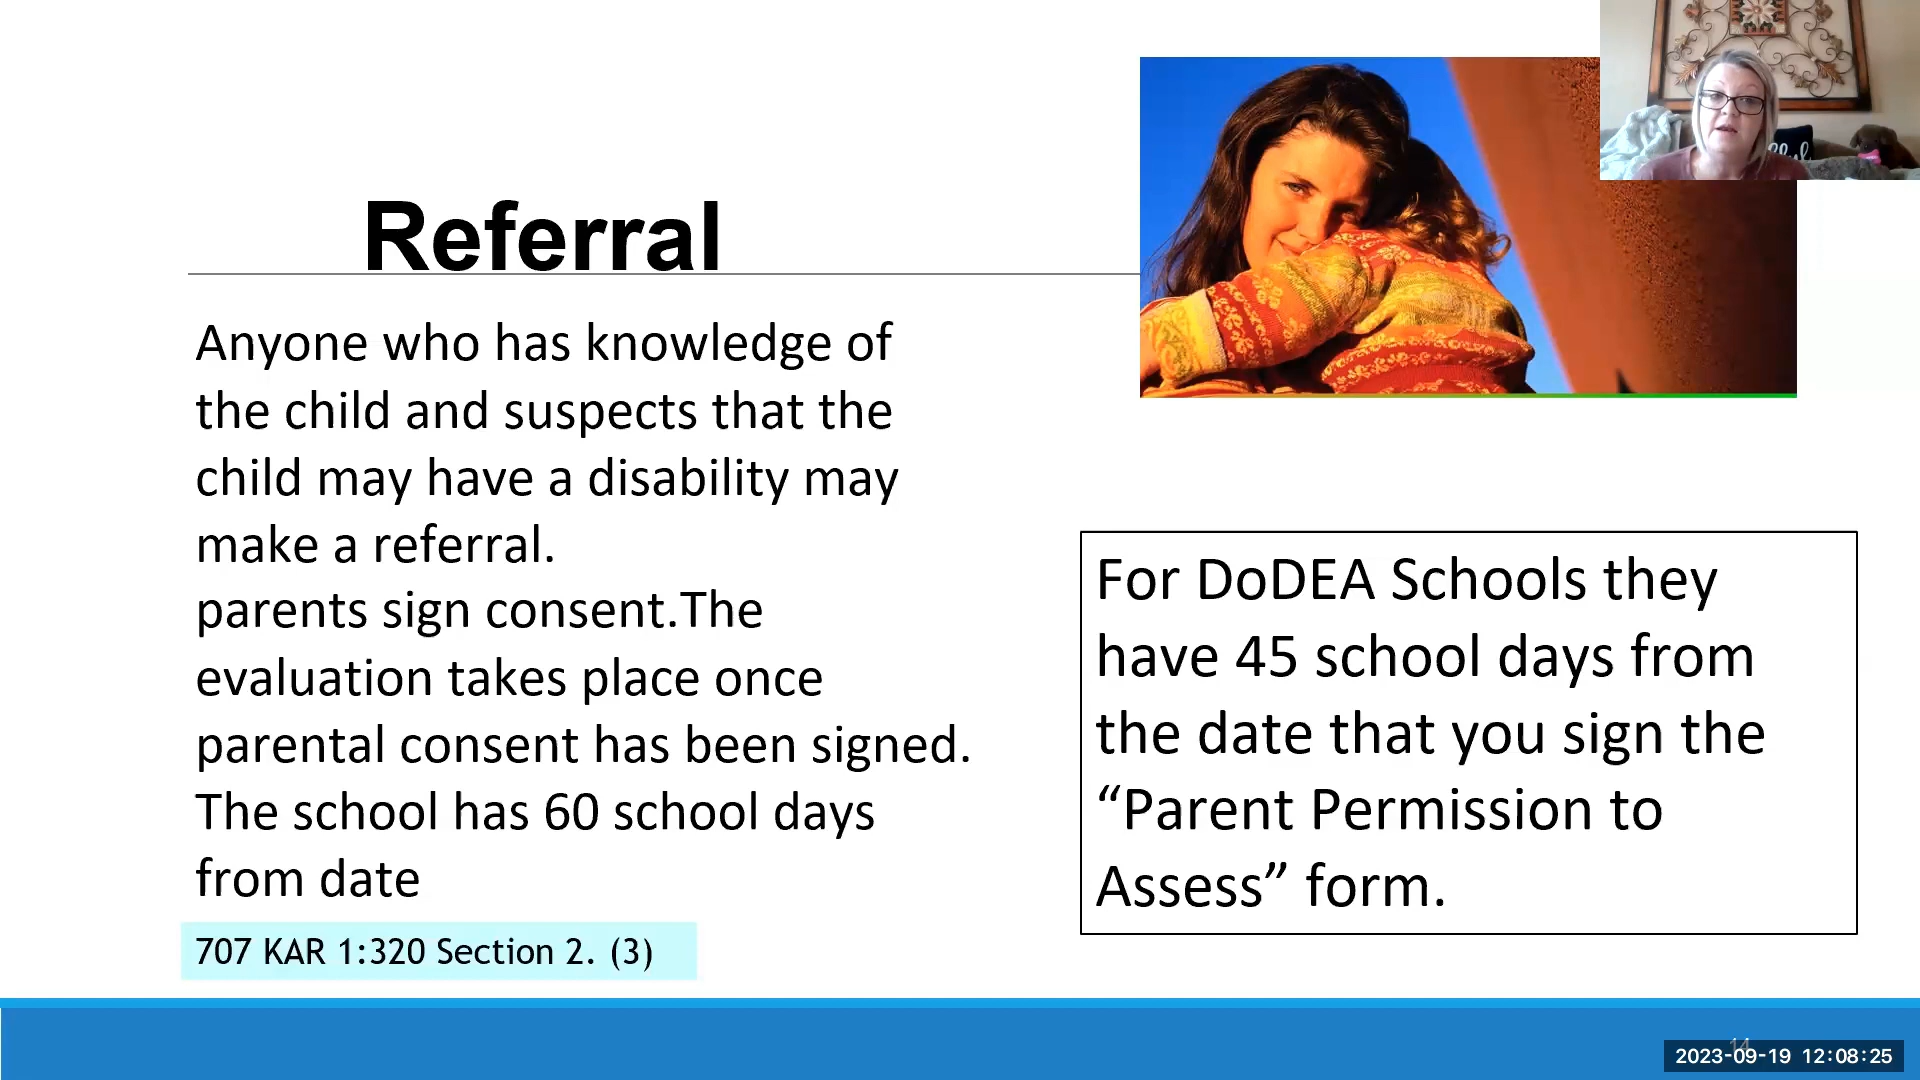 Referral
Anyone who has knowledge of
the child and suspects that the
child may have a disability may
make a referral.
parents sign consent.The
evaluation takes place once
parental consent has been signed.
The school has 60 school days
from date
707 KAR 1:320 Section 2. (3)
For DoDEA Schools they
have 45 school days from
the date that you sign the
“Parent Permission to
Assess” form.
14
2023-09-19 12:08:25